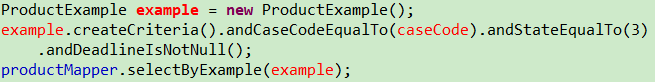 ProductExample example = new ProductExample();
example.createCriteria().andCaseCodeEqualTo(caseCode).andStateEqualTo(3)
.andDeadlineIsNotNull();
productMapper.selectByExample(example);